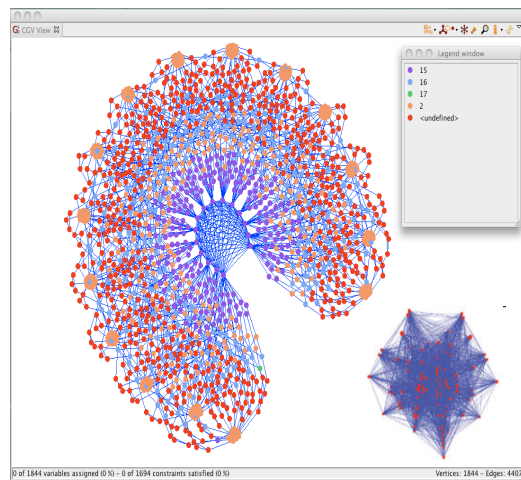 CGV View
Legend window
15
16
17
2
<undefined>
0 of 1844 variables assigned (0 %) - 0 of 1694 constraints satisfied (0 %)
Vertices: 1844 - Edges: 4407